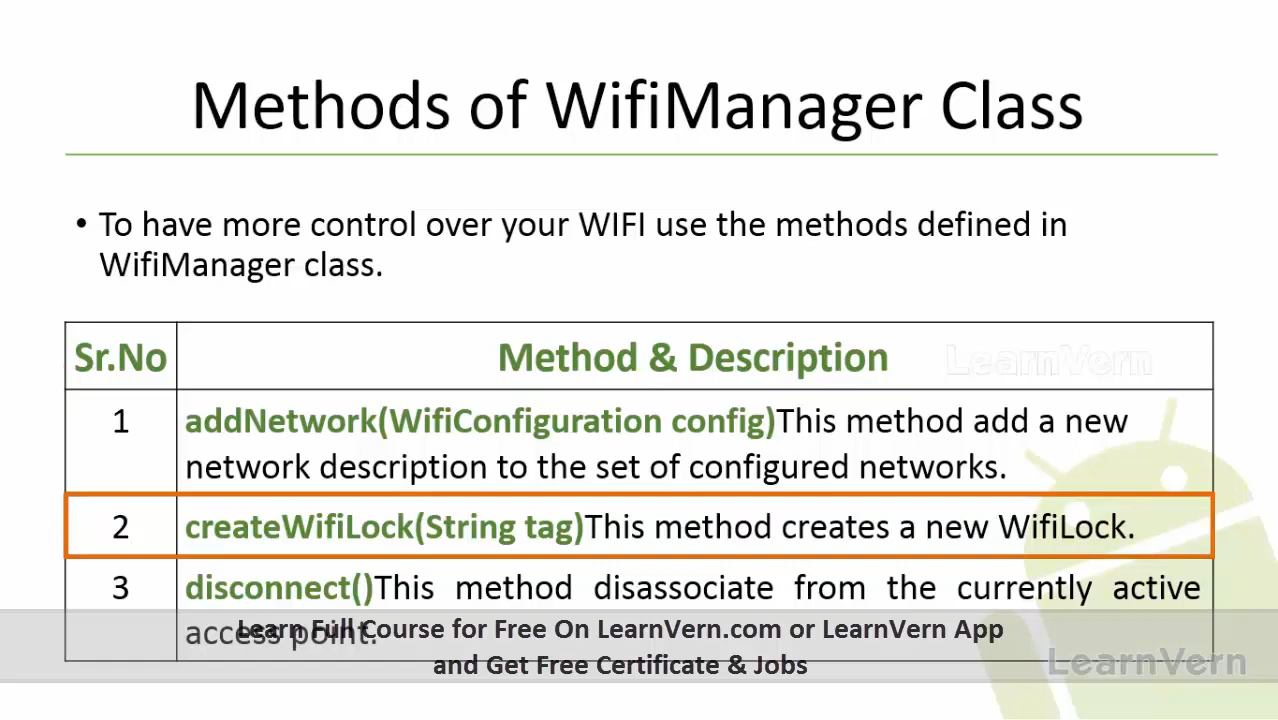 Methods of WifiManager Class
• To have more control over your WIFI use the methods defined in
WifiManager class.
Sr.No Method & Description
LearnVern
1 addNetwork(WifiConfiguration config)This method add a new
network description to the set of configured networks.
2 createWifiLock(String tag)This method creates a new WifiLock.
3 disconnect()This method disassociate from the currently active
access point.
Learn Full Course for Free On LearnVern.com or LearnVern App
and Get Free Certificate & Jobs
LearnVern